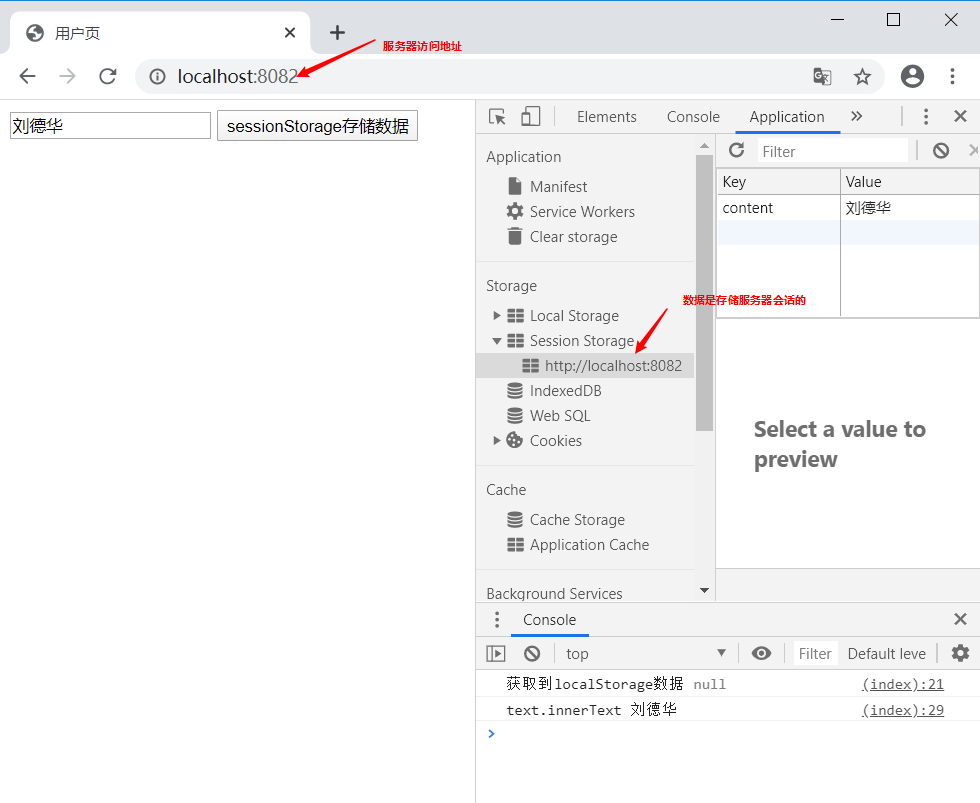 用户页
服务器访问地址
localhost:8082
刘德华 sessionStorage存储数据
Elements Console Application
Application
Manifest
Service Workers
Clear storage
Storage
Local Storage
Session Storage
http://localhost:8082
IndexedDB
Web SQL
Cookies
Cache
Cache Storage
Application Cache
Background Services
Filter
Key Value
content 刘德华
数据是存储服务器会话的
Select a value to
preview
Console
top Filter Default leve
获取到localStorage数据 null (index):21
text.innerText 刘德华 (index):29